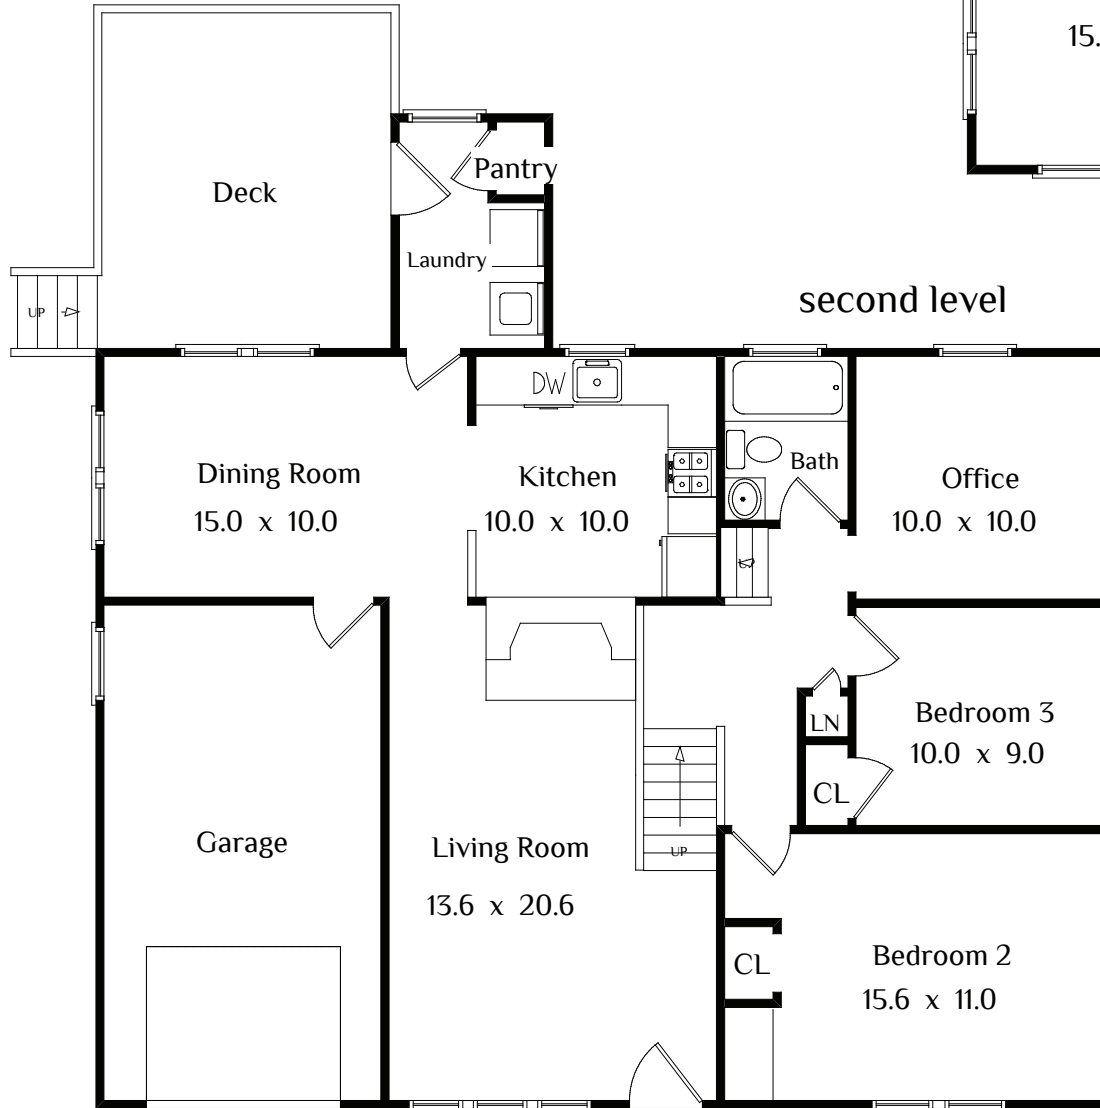 15.
Deck
Pantry
Laundry
UP
second level
DW
Dining Room
15.0 x 10.0
Kitchen
10.0 x 10.0
Bath
Office
10.0 x 10.0
Bedroom 3
10.0 x 9.0
LN
CL
Garage
Living Room
13.6 x 20.6
UP
Bedroom 2
15.6 x 11.0
CL